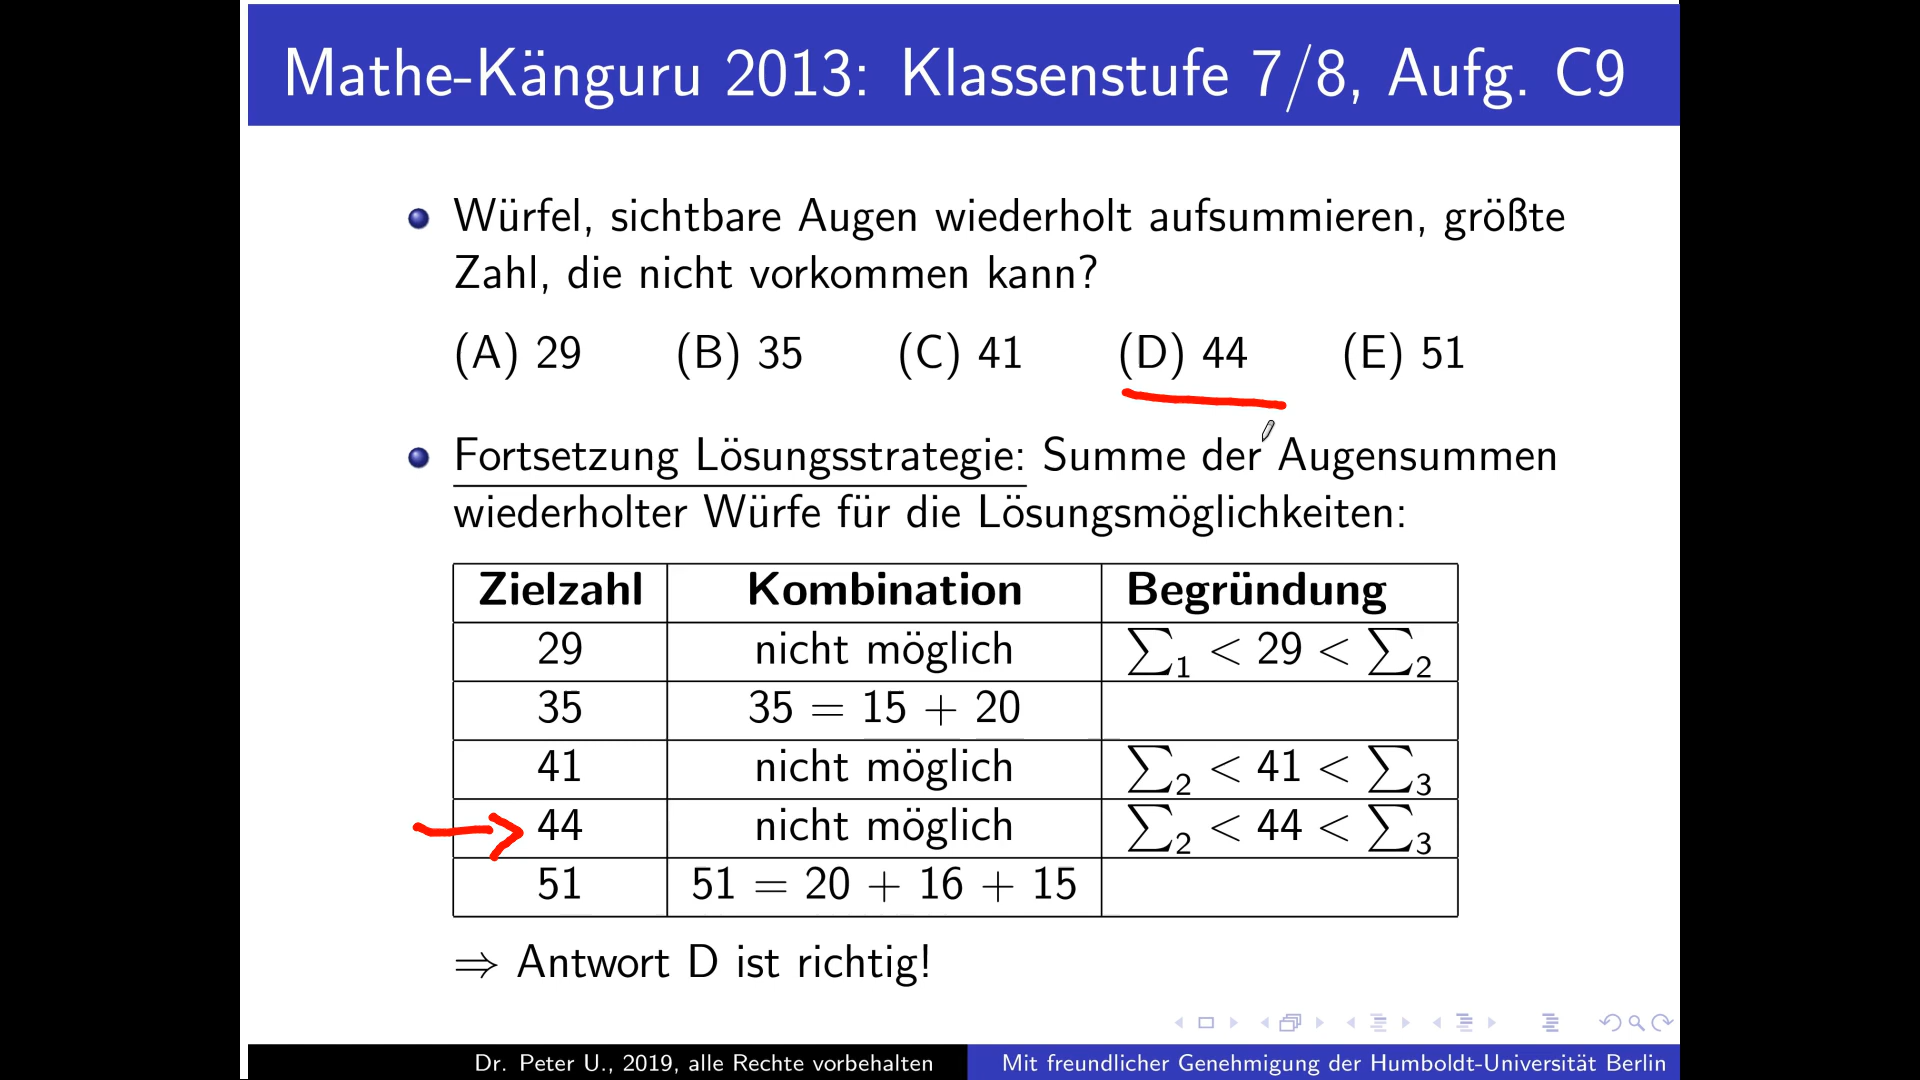 Mathe-Känguru 2013: Klassenstufe 7/8, Aufg. C9
Würfel, sichtbare Augen wiederholt aufsummieren, größte
Zahl, die nicht vorkommen kann?
(A) 29 (B) 35 (C) 41 (D) 44 (E) 51
Fortsetzung Lösungsstrategie: Summe der Augensummen
wiederholter Würfe für die Lösungsmöglichkeiten:
Zielzahl Kombination Begründung
29 nicht möglich ∑₁ < 29 < ∑₂
35 35 = 15 + 20
41 nicht möglich ∑₂ < 41 < ∑₃
44 nicht möglich ∑₂ < 44 < ∑₃
51 51 = 20 + 16 + 15
⇒ Antwort D ist richtig!
Dr. Peter U., 2019, alle Rechte vorbehalten Mit freundlicher Genehmigung der Humboldt-Universität Berlin